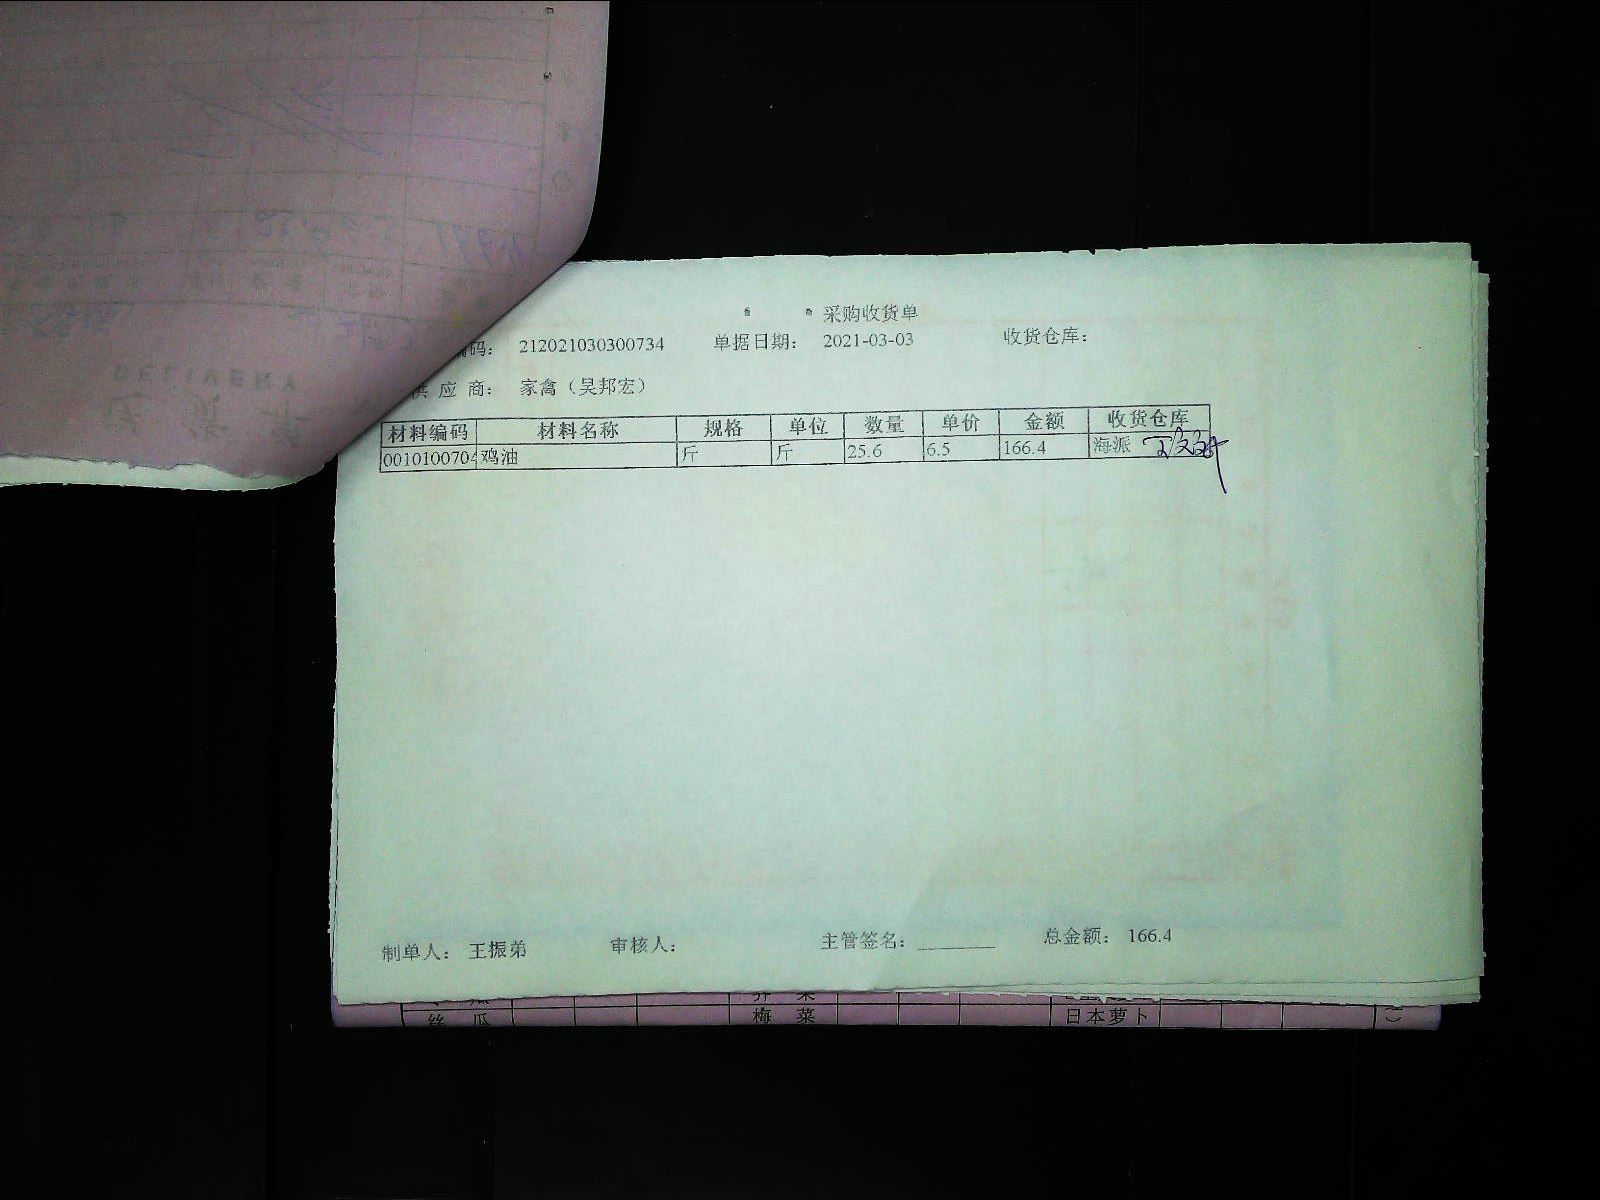 采购收货单
编码： 212021030300734 单据日期： 2021-03-03 收货仓库：
供 应 商： 家禽（吴邦宏）
材料编码 材料名称 规格 单位 数量 单价 金额 收货仓库
0010100704 鸡油 斤 斤 25.6 6.5 166.4 海派
制单人： 王振弟 审核人： 主管签名： ________ 总金额： 166.4
丝 瓜 梅 菜 日本萝卜